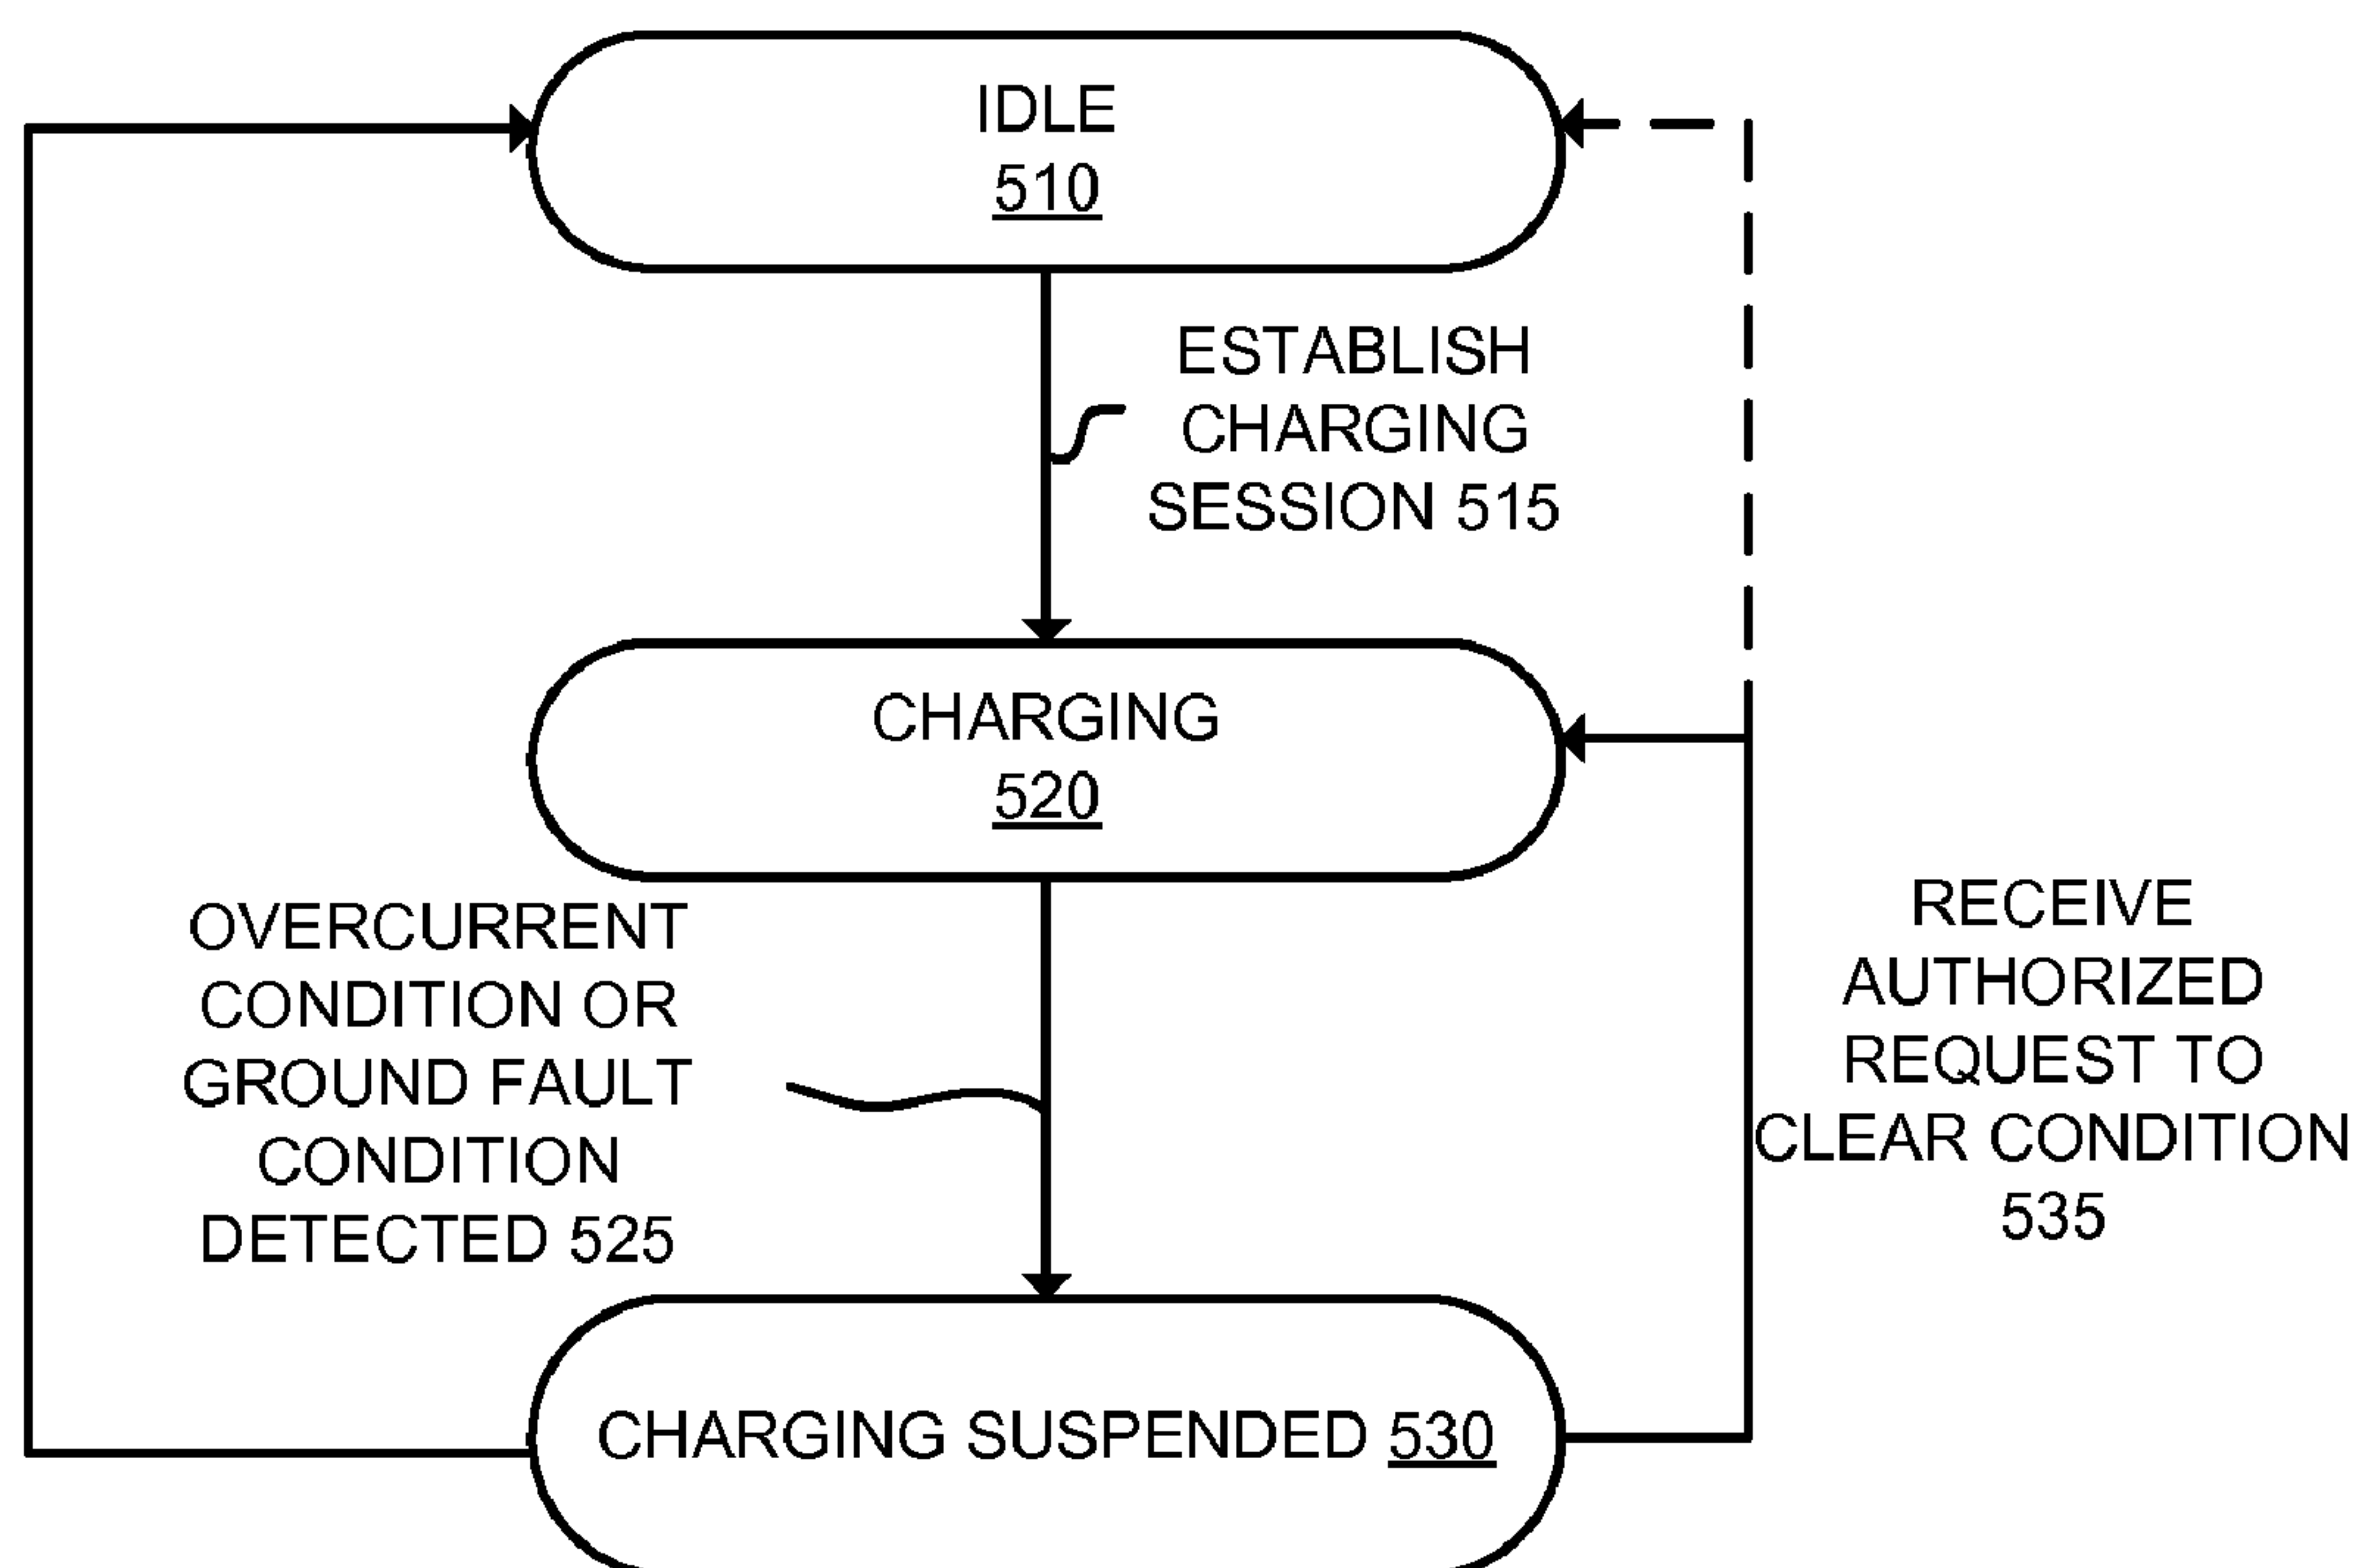 IDLE
510
ESTABLISH
CHARGING
SESSION 515
CHARGING
520
OVERCURRENT
CONDITION OR
GROUND FAULT
CONDITION
DETECTED 525
RECEIVE
AUTHORIZED
REQUEST TO
CLEAR CONDITION
535
CHARGING SUSPENDED 530